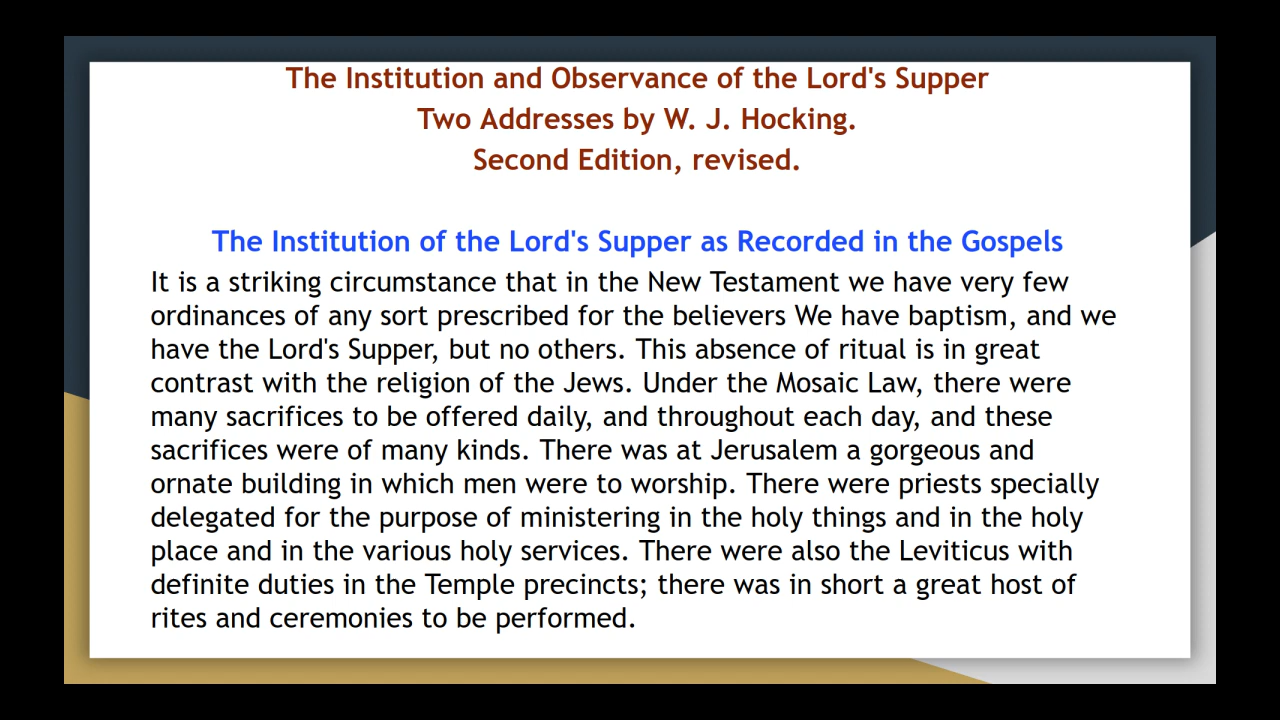 The Institution and Observance of the Lord's Supper
Two Addresses by W. J. Hocking.
Second Edition, revised.
The Institution of the Lord's Supper as Recorded in the Gospels
It is a striking circumstance that in the New Testament we have very few
ordinances of any sort prescribed for the believers We have baptism, and we
have the Lord's Supper, but no others. This absence of ritual is in great
contrast with the religion of the Jews. Under the Mosaic Law, there were
many sacrifices to be offered daily, and throughout each day, and these
sacrifices were of many kinds. There was at Jerusalem a gorgeous and
ornate building in which men were to worship. There were priests specially
delegated for the purpose of ministering in the holy things and in the holy
place and in the various holy services. There were also the Leviticus with
definite duties in the Temple precincts; there was in short a great host of
rites and ceremonies to be performed.